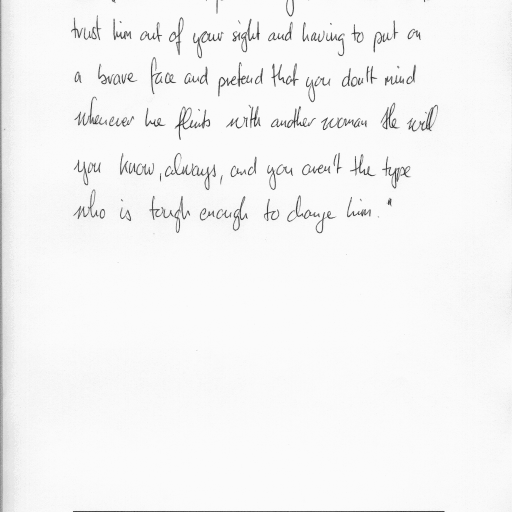 trust him out of your sight and having to put on
a brave face and pretend that you don't mind
whenever he flirts with another woman He will
you know, always, and you aren't the type
who is tough enough to change him."